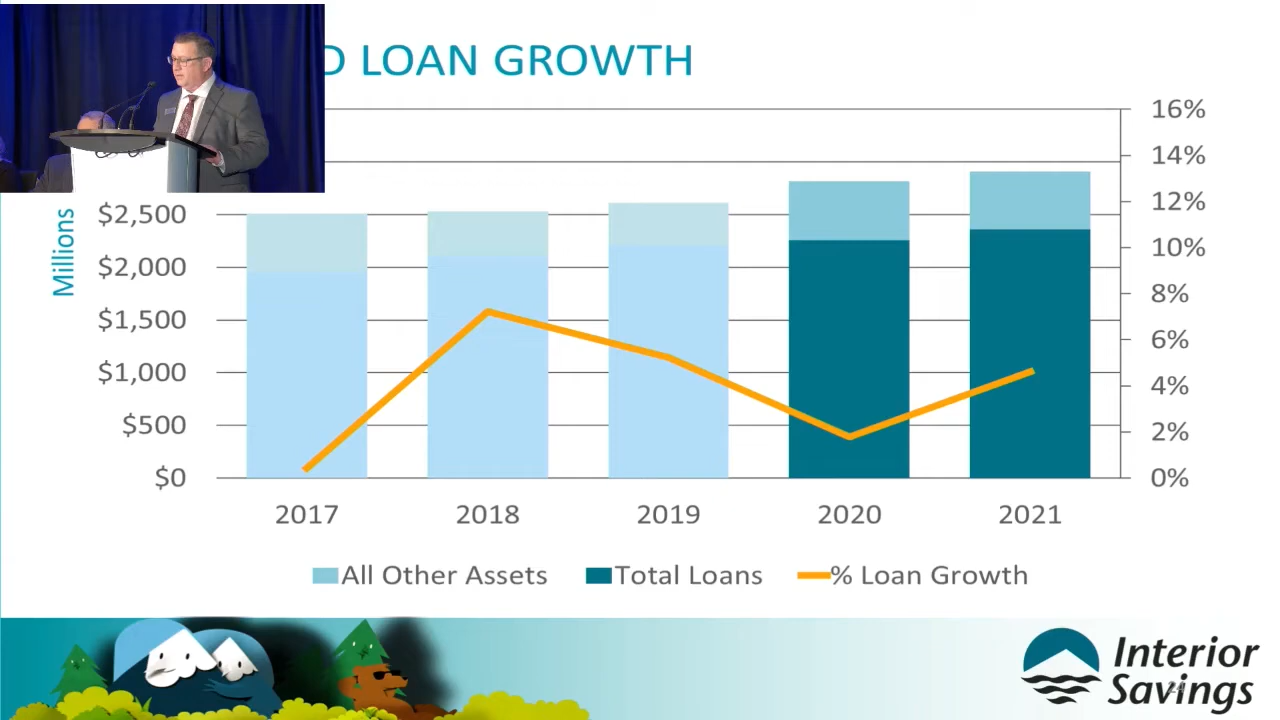 D LOAN GROWTH
Millions
$2,500
$2,000
$1,500
$1,000
$500
$0
16%
14%
12%
10%
8%
6%
4%
2%
0%
2017 2018 2019 2020 2021
All Other Assets Total Loans % Loan Growth
Interior
Savings